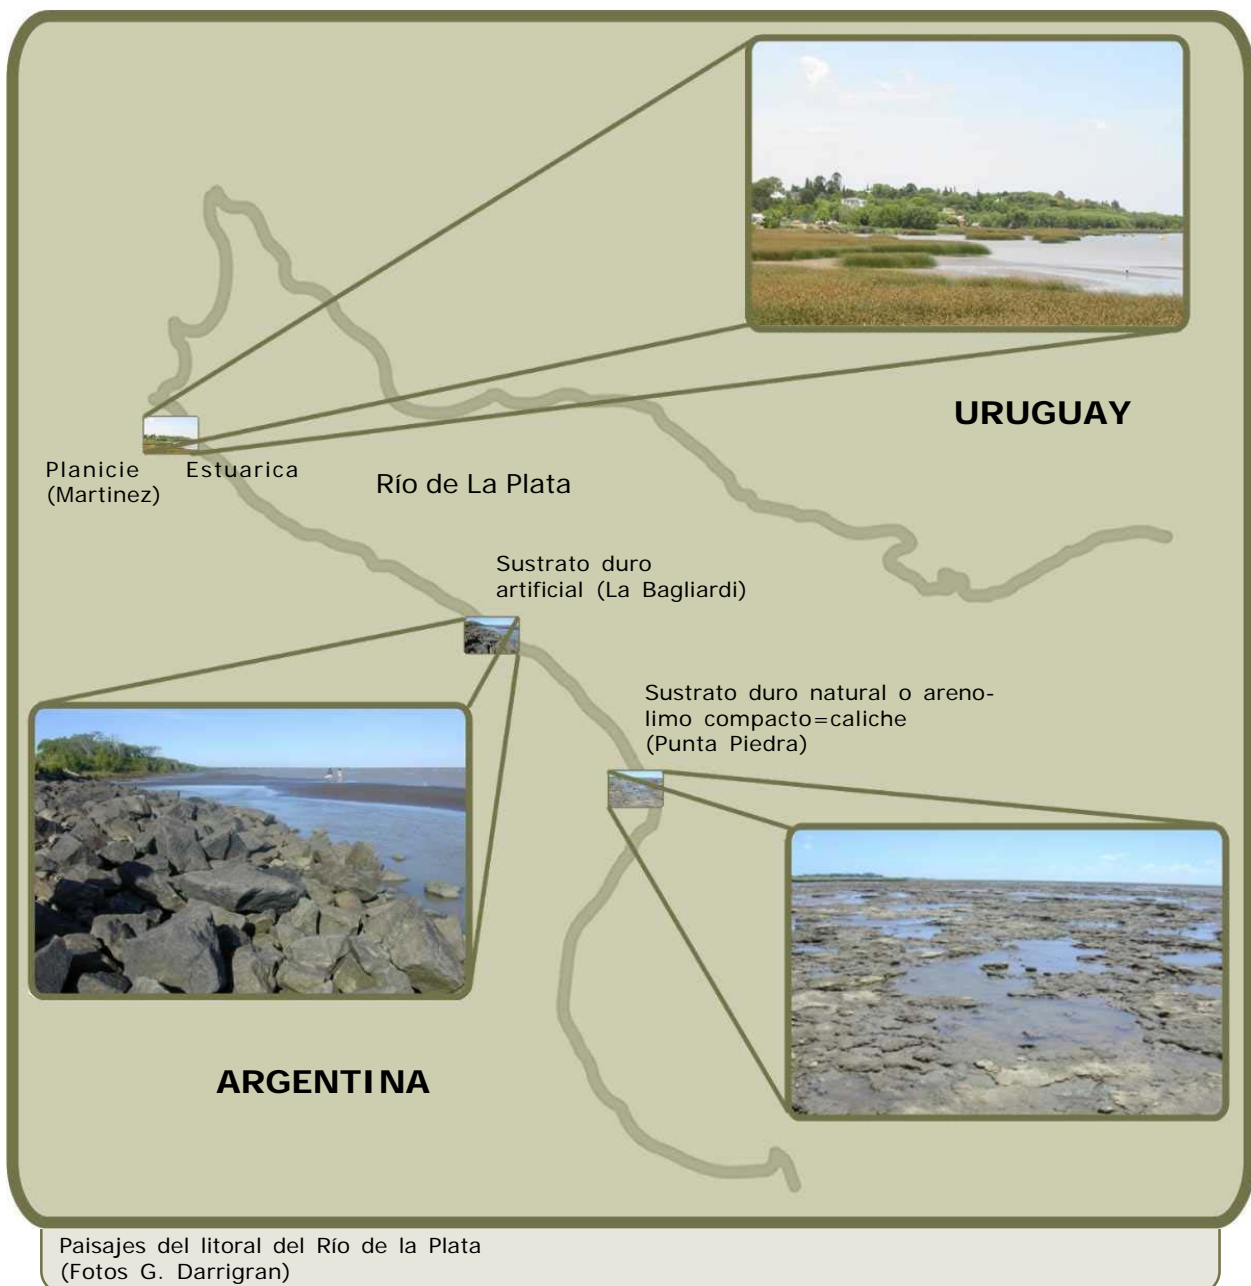 URUGUAY
Planicie Estuarica
(Martinez)
Río de La Plata
Sustrato duro
artificial (La Bagliardi)
Sustrato duro natural o areno-
limo compacto=caliche
(Punta Piedra)
ARGENTINA
Paisajes del litoral del Río de la Plata
(Fotos G. Darrigran)